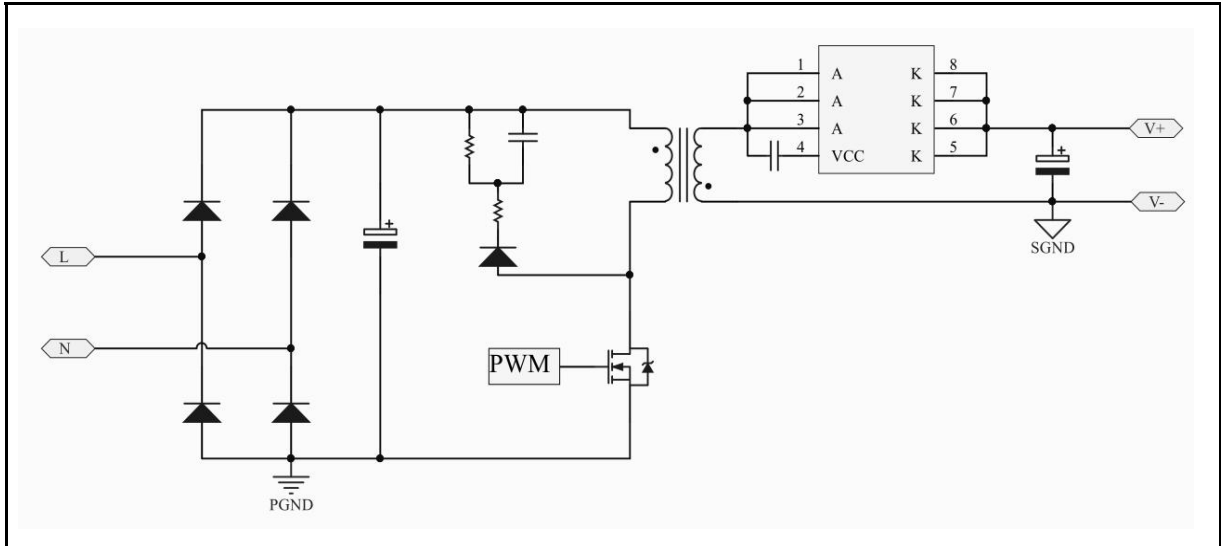 1 A K 8
2 A K 7
3 A K 6
4 VCC K 5
V+
V-
SGND
L
N
PWM
PGND
+
+